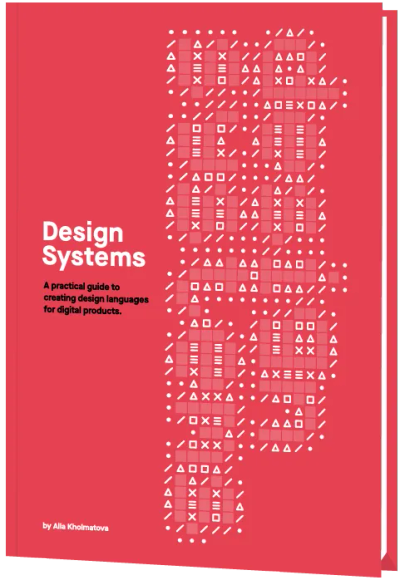 Design
Systems
A practical guide to
creating design languages
for digital products.
by Alla Kholmatova